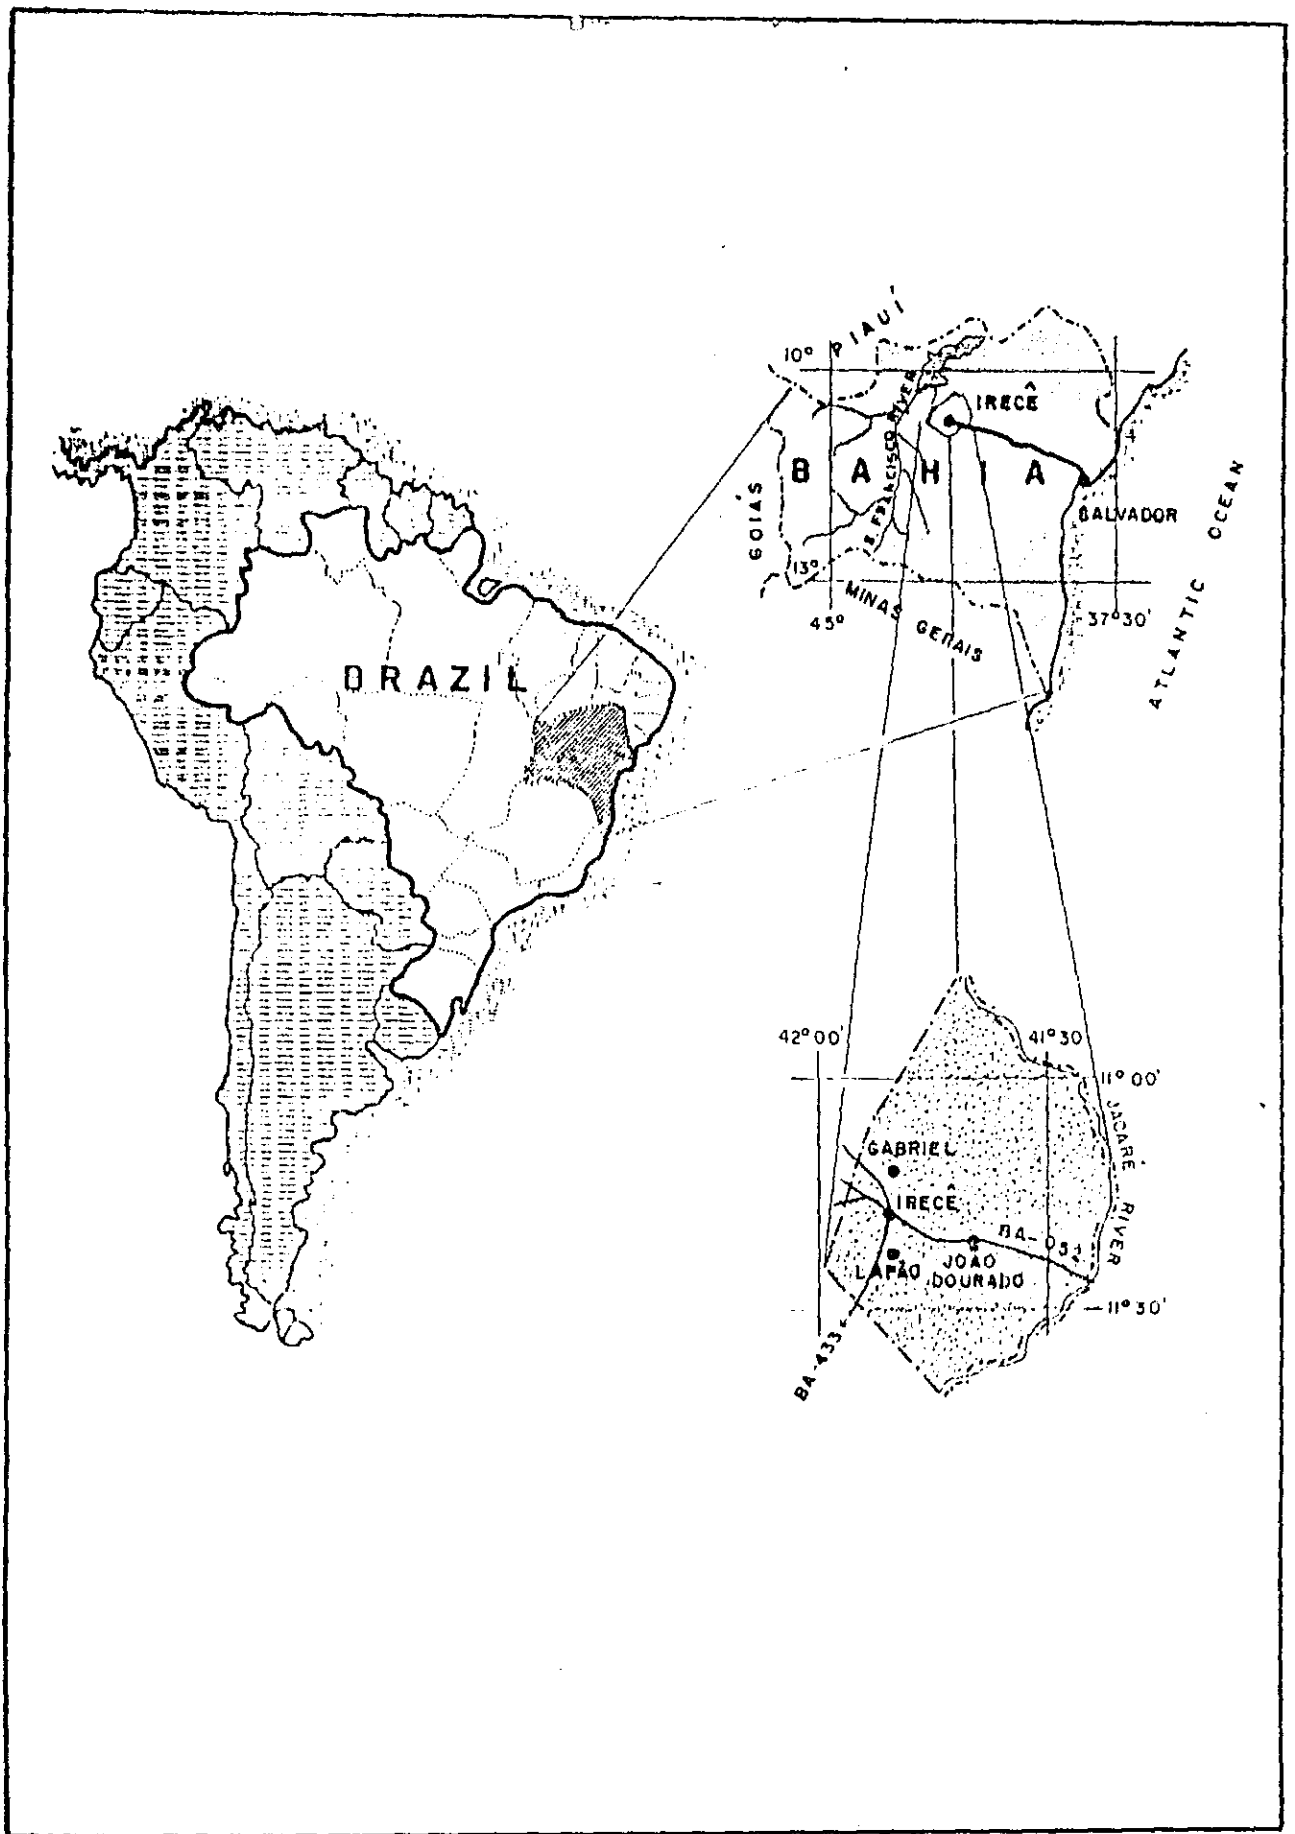 BRAZIL
PIAUÍ
10°
IRECÊ
S. FRANCISCO RIVER
BAHIA
GOIÁS
SALVADOR
ATLANTIC OCEAN
13°
MINAS GERAIS
45°
37°30'
42°00'
41°30'
11°00'
JACARÉ RIVER
GABRIEL
IRECÊ
BA-052
LAPÃO
JOÃO
DOURADO
11°30'
BA-433